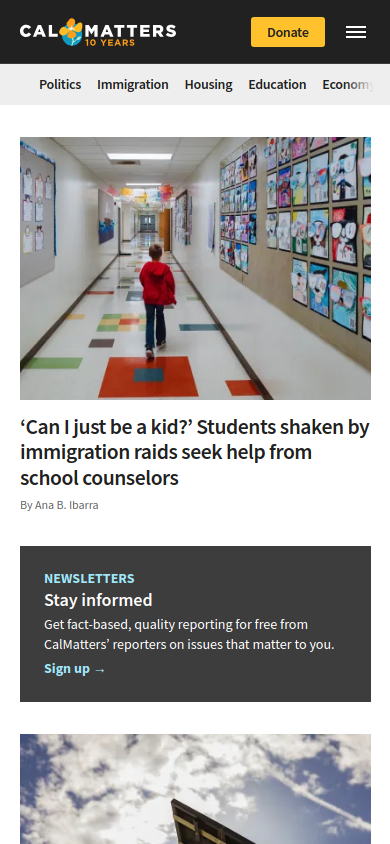 CALMATTERS
10 YEARS
Donate
Politics Immigration Housing Education Economy
‘Can I just be a kid?’ Students shaken by
immigration raids seek help from
school counselors
By Ana B. Ibarra
NEWSLETTERS
Stay informed
Get fact-based, quality reporting for free from
CalMatters’ reporters on issues that matter to you.
Sign up →